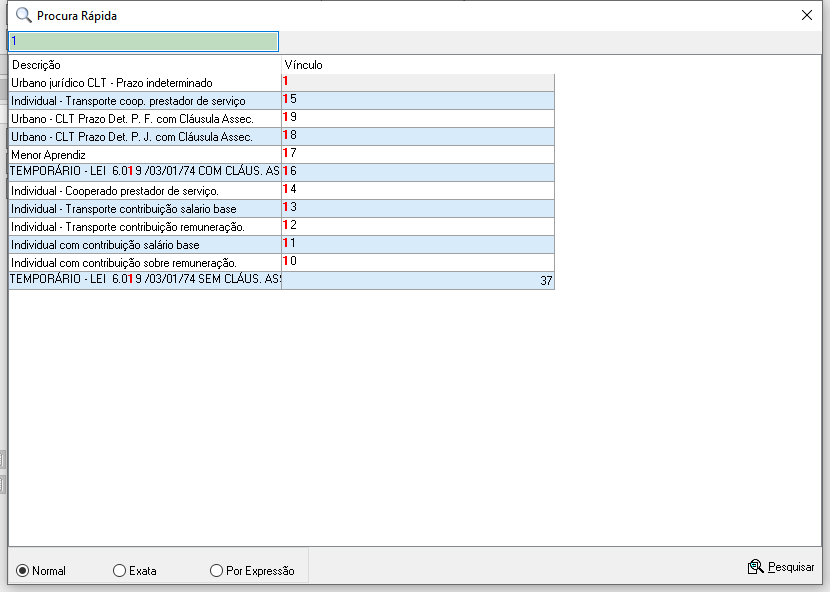 Procura Rápida
1
Descrição Vínculo
Urbano jurídico CLT - Prazo indeterminado 1
Individual - Transporte coop. prestador de serviço 15
Urbano - CLT Prazo Det. P. F. com Cláusula Assec. 19
Urbano - CLT Prazo Det. P. J. com Cláusula Assec. 18
Menor Aprendiz 17
TEMPORÁRIO - LEI 6.019 /03/01/74 COM CLÁUS. AS 16
Individual - Cooperado prestador de serviço. 14
Individual - Transporte contribuição salario base 13
Individual - Transporte contribuição remuneração. 12
Individual com contribuição salário base 11
Individual com contribuição sobre remuneração. 10
TEMPORÁRIO - LEI 6.019 /03/01/74 SEM CLÁUS. AS 37
Normal Exata Por Expressão Pesquisar